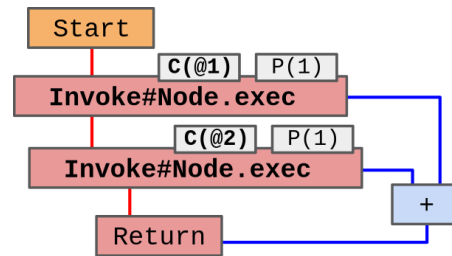 Start
C(@1) P(1)
Invoke#Node.exec
C(@2) P(1)
Invoke#Node.exec
+
Return